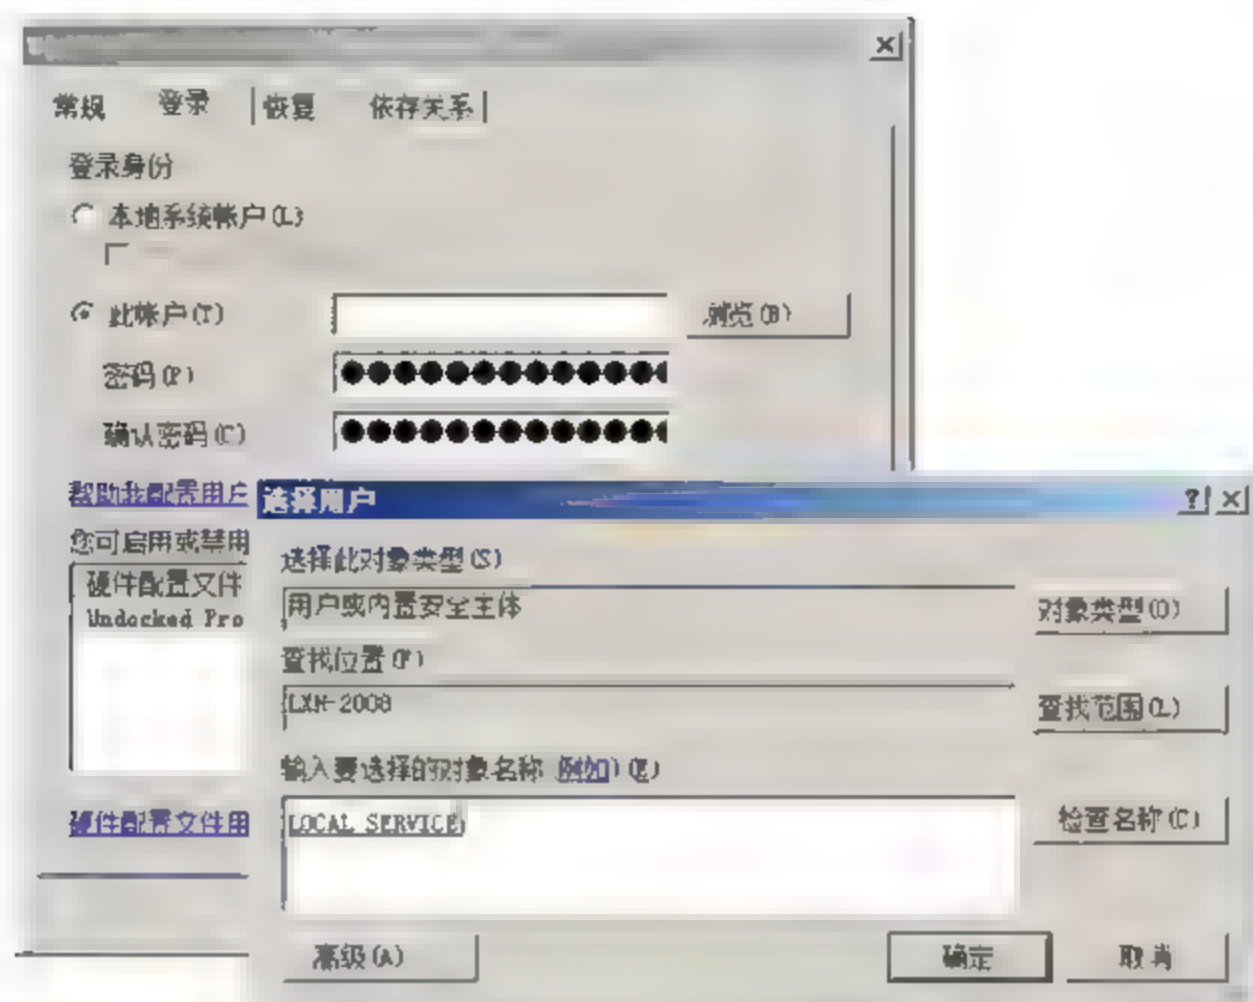 常规 登录 恢复 依存关系
登录身份
本地系统帐户(L)
此帐户(T) 浏览(B)
密码(P)
确认密码(C)
帮助我配置用户
您可启用或禁用
硬件配置文件
Undocked Pro
硬件配置文件用
选择用户
选择此对象类型(S)
用户或内置安全主体 对象类型(O)
查找位置(F)
LXN-2008 查找范围(L)
输入要选择的对象名称 例如)(E)
LOCAL SERVICE 检查名称(C)
高级(A) 确定 取消